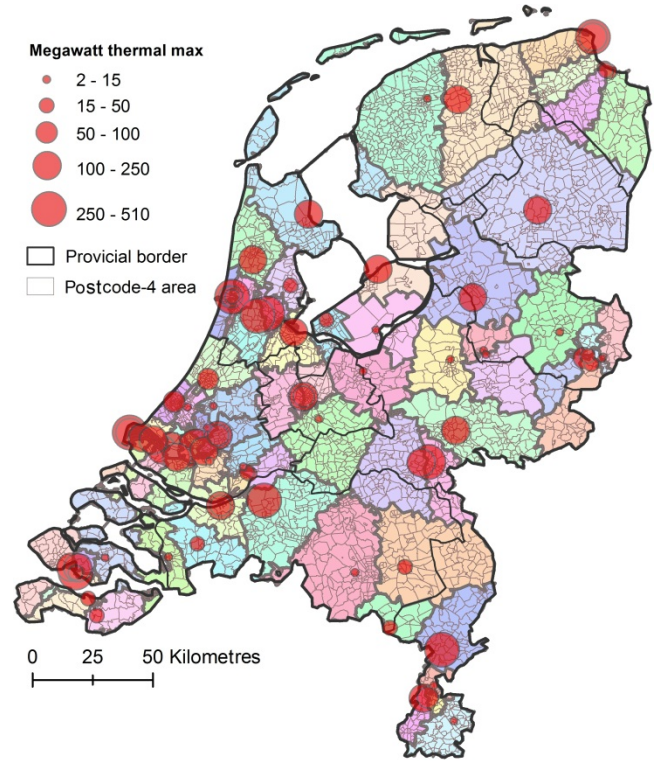 Megawatt thermal max
2 - 15
15 - 50
50 - 100
100 - 250
250 - 510
Provicial border
Postcode-4 area
0 25 50 Kilometres